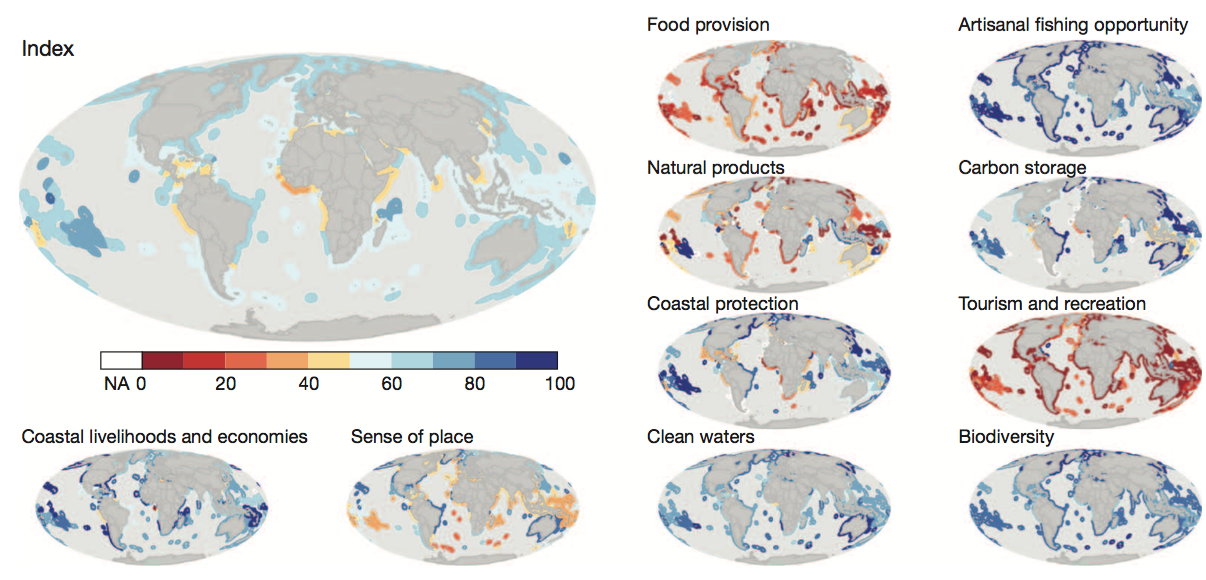 Index
NA 0 20 40 60 80 100
Coastal livelihoods and economies
Sense of place
Food provision
Artisanal fishing opportunity
Natural products
Carbon storage
Coastal protection
Tourism and recreation
Clean waters
Biodiversity